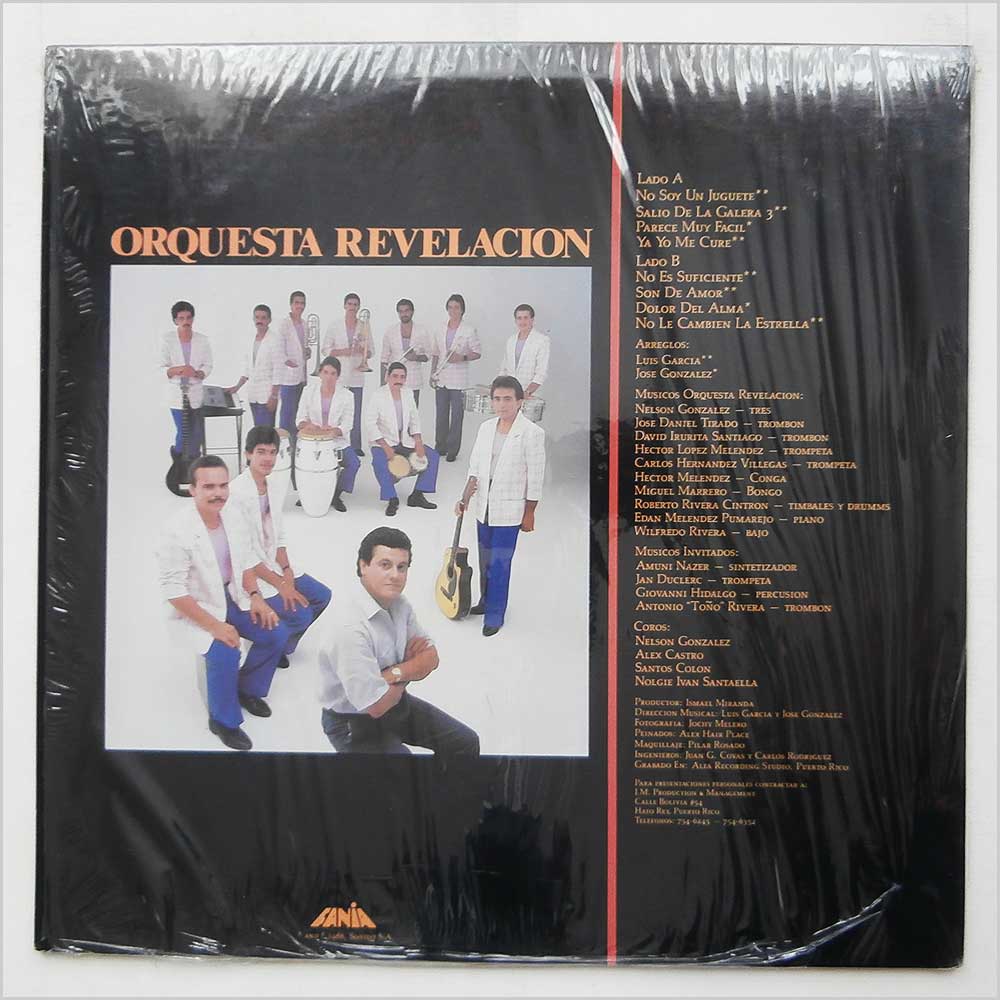 ORQUESTA REVELACION
LADO A
NO SOY UN JUGUETE**
SALIO DE LA GALERA 3**
PARECE MUY FACIL*
YA YO ME CURE**
LADO B
NO ES SUFICIENTE**
SON DE AMOR**
DOLOR DEL ALMA*
NO LE CAMBIEN LA ESTRELLA**
ARREGLOS:
LUIS GARCIA**
JOSE GONZALEZ*
MUSICOS ORQUESTA REVELACION:
NELSON GONZALEZ — TRES
JOSE DANIEL TIRADO — TROMBON
DAVID IRURITA SANTIAGO — TROMBON
HECTOR LOPEZ MELENDEZ — TROMPETA
CARLOS HERNANDEZ VILLEGAS — TROMPETA
HECTOR MELENDEZ — CONGA
MIGUEL MARRERO — BONGO
ROBERTO RIVERA CINTRON — TIMBALES Y DRUMMS
EDAN MELENDEZ PUMAREJO — PIANO
WILFREDO RIVERA — BAJO
MUSICOS INVITADOS:
AMUNI NAZER — SINTETIZADOR
JAN DUCLERC — TROMPETA
GIOVANNI HIDALGO — PERCUSION
ANTONIO "TOÑO" RIVERA — TROMBON
COROS:
NELSON GONZALEZ
ALEX CASTRO
SANTOS COLON
NOLGIE IVAN SANTAELLA
PRODUCTOR: ISMAEL MIRANDA
DIRECCION MUSICAL: LUIS GARCIA Y JOSE GONZALEZ
FOTOGRAFIA: JOCHY MELERO
PEINADOS: ALEX HAIR PLACE
MAQUILLAJE: PILAR ROSADO
INGENIEROS: JUAN G. COVAS Y CARLOS RODRIGUEZ
GRABADO EN: ALFA RECORDING STUDIO, PUERTO RICO
PARA PRESENTACIONES PERSONALES CONTRACTAR A:
I.M. PRODUCTION & MANAGEMENT
CALLE BOLIVIA #54
HATO REY, PUERTO RICO
TELEFONOS: 754-6245 — 754-6352
FANIA